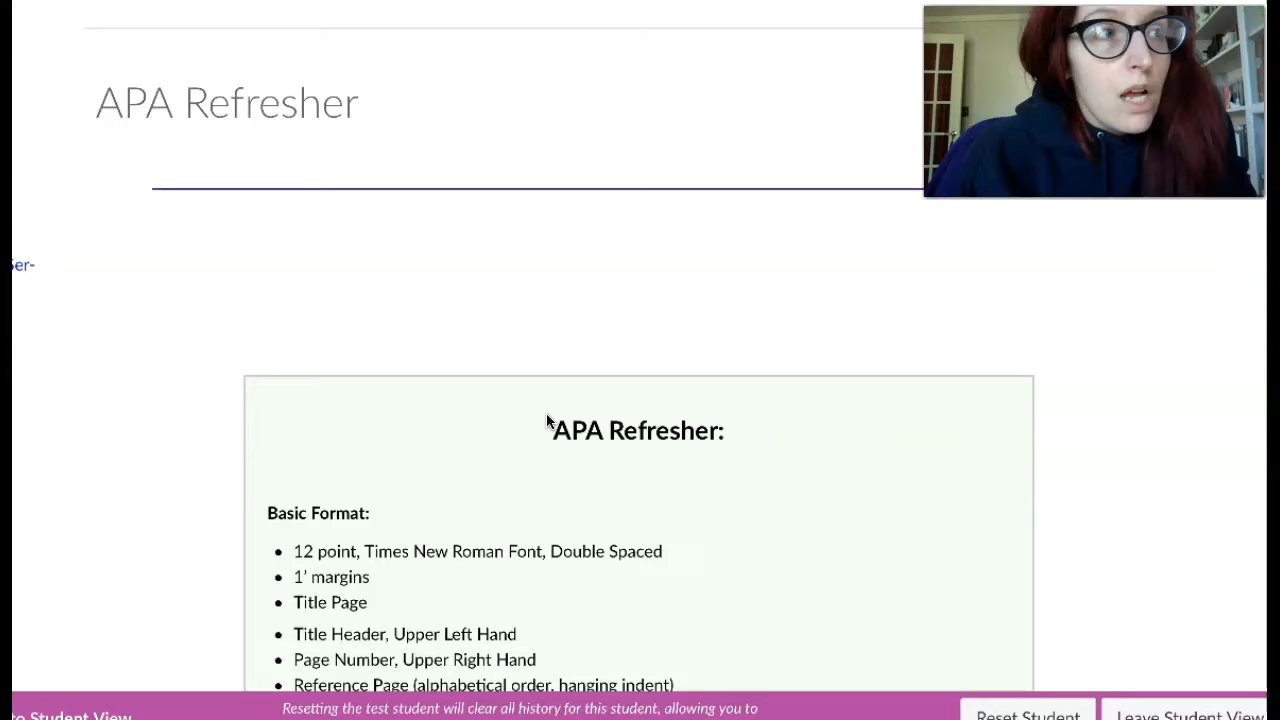 APA Refresher
Ser-
APA Refresher:
Basic Format:
12 point, Times New Roman Font, Double Spaced
1’ margins
Title Page
Title Header, Upper Left Hand
Page Number, Upper Right Hand
Reference Page (alphabetical order, hanging indent)
to Student View
Resetting the test student will clear all history for this student, allowing you to
Reset Student
Leave Student View